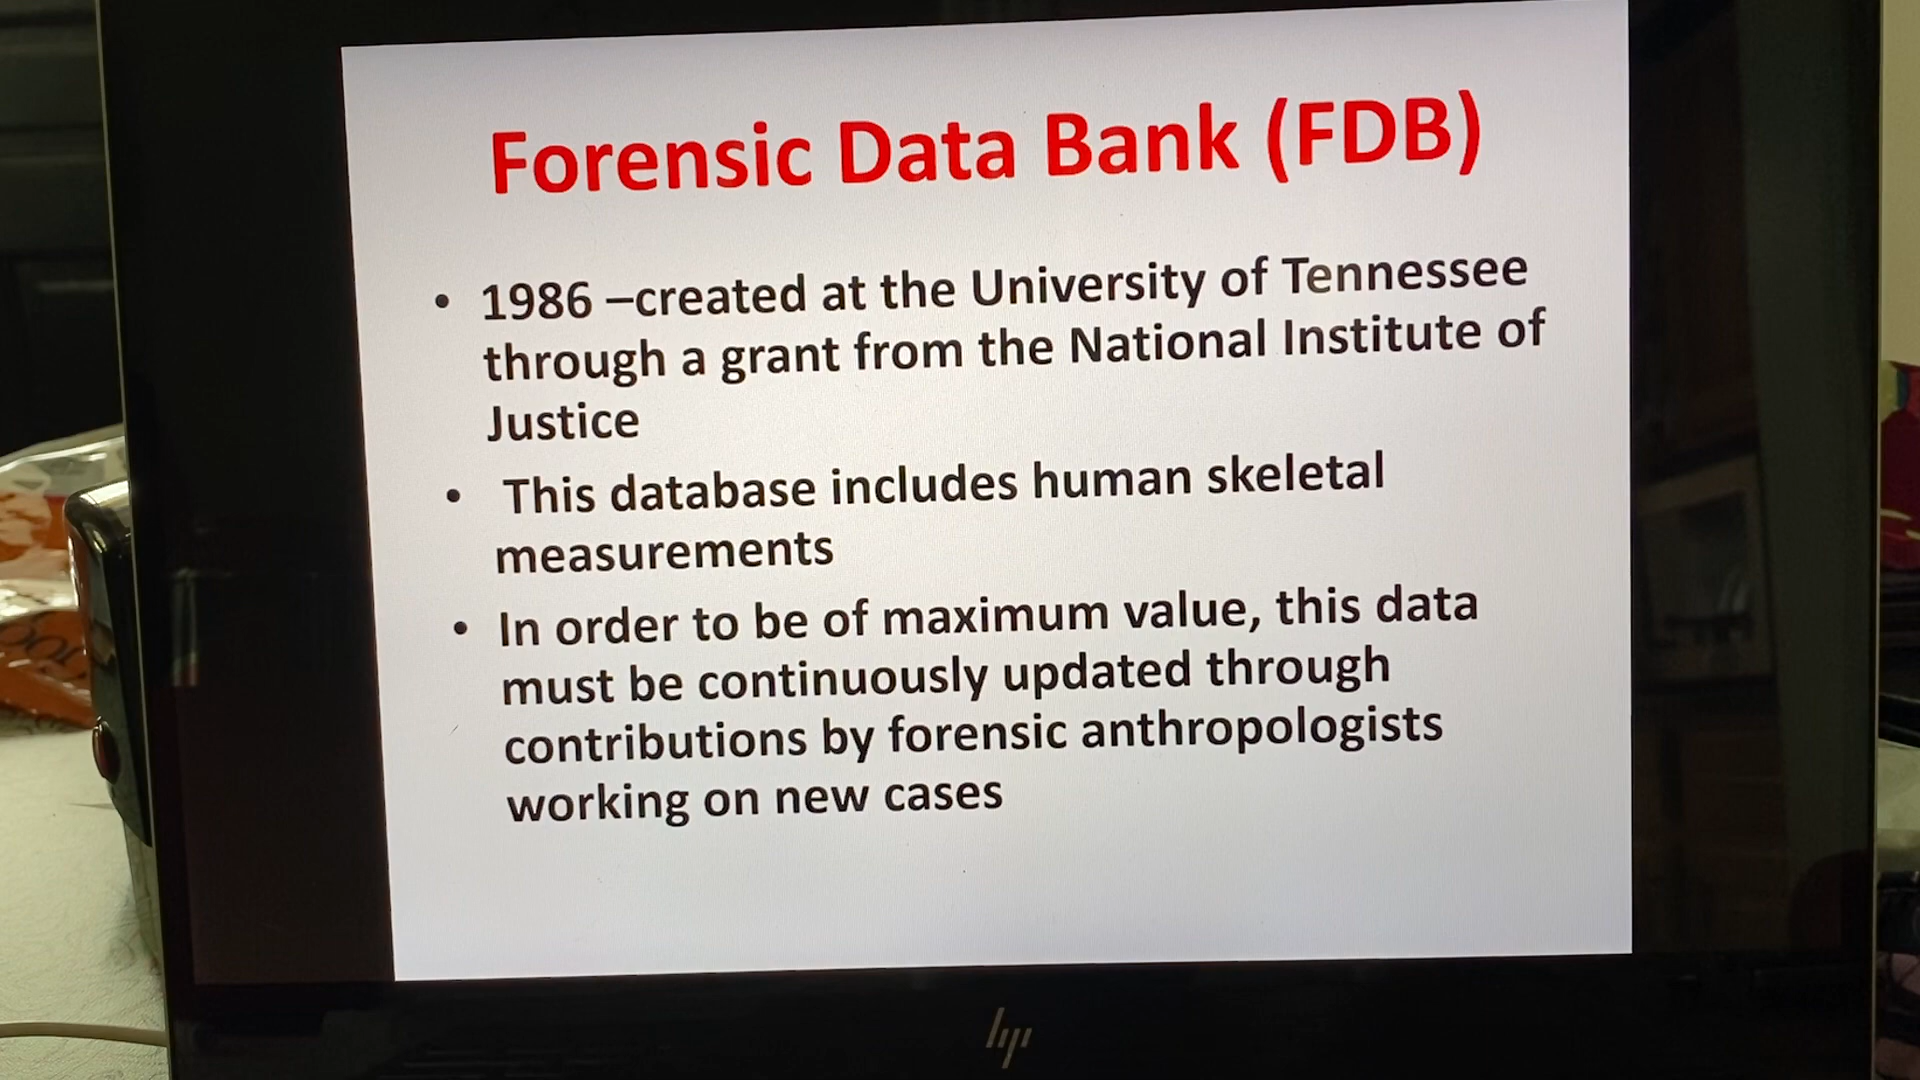 Forensic Data Bank (FDB)
• 1986 –created at the University of Tennessee
through a grant from the National Institute of
Justice
• This database includes human skeletal
measurements
• In order to be of maximum value, this data
must be continuously updated through
contributions by forensic anthropologists
working on new cases
hp